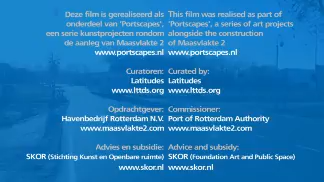 Deze film is gerealiseerd als
onderdeel van 'Portscapes',
een serie kunstprojecten rondom
de aanleg van Maasvlakte 2
www.portscapes.nl
Curatoren:
Latitudes
www.lttds.org
Opdrachtgever:
Havenbedrijf Rotterdam N.V.
www.maasvlakte2.com
Advies en subsidie:
SKOR (Stichting Kunst en Openbare ruimte)
www.skor.nl
This film was realised as part of
'Portscapes', a series of art projects
alongside the construction
of Maasvlakte 2
www.portscapes.nl
Curated by:
Latitudes
www.lttds.org
Commissioner:
Port of Rotterdam Authority
www.maasvlakte2.com
Advice and subsidy:
SKOR (Foundation Art and Public Space)
www.skor.nl